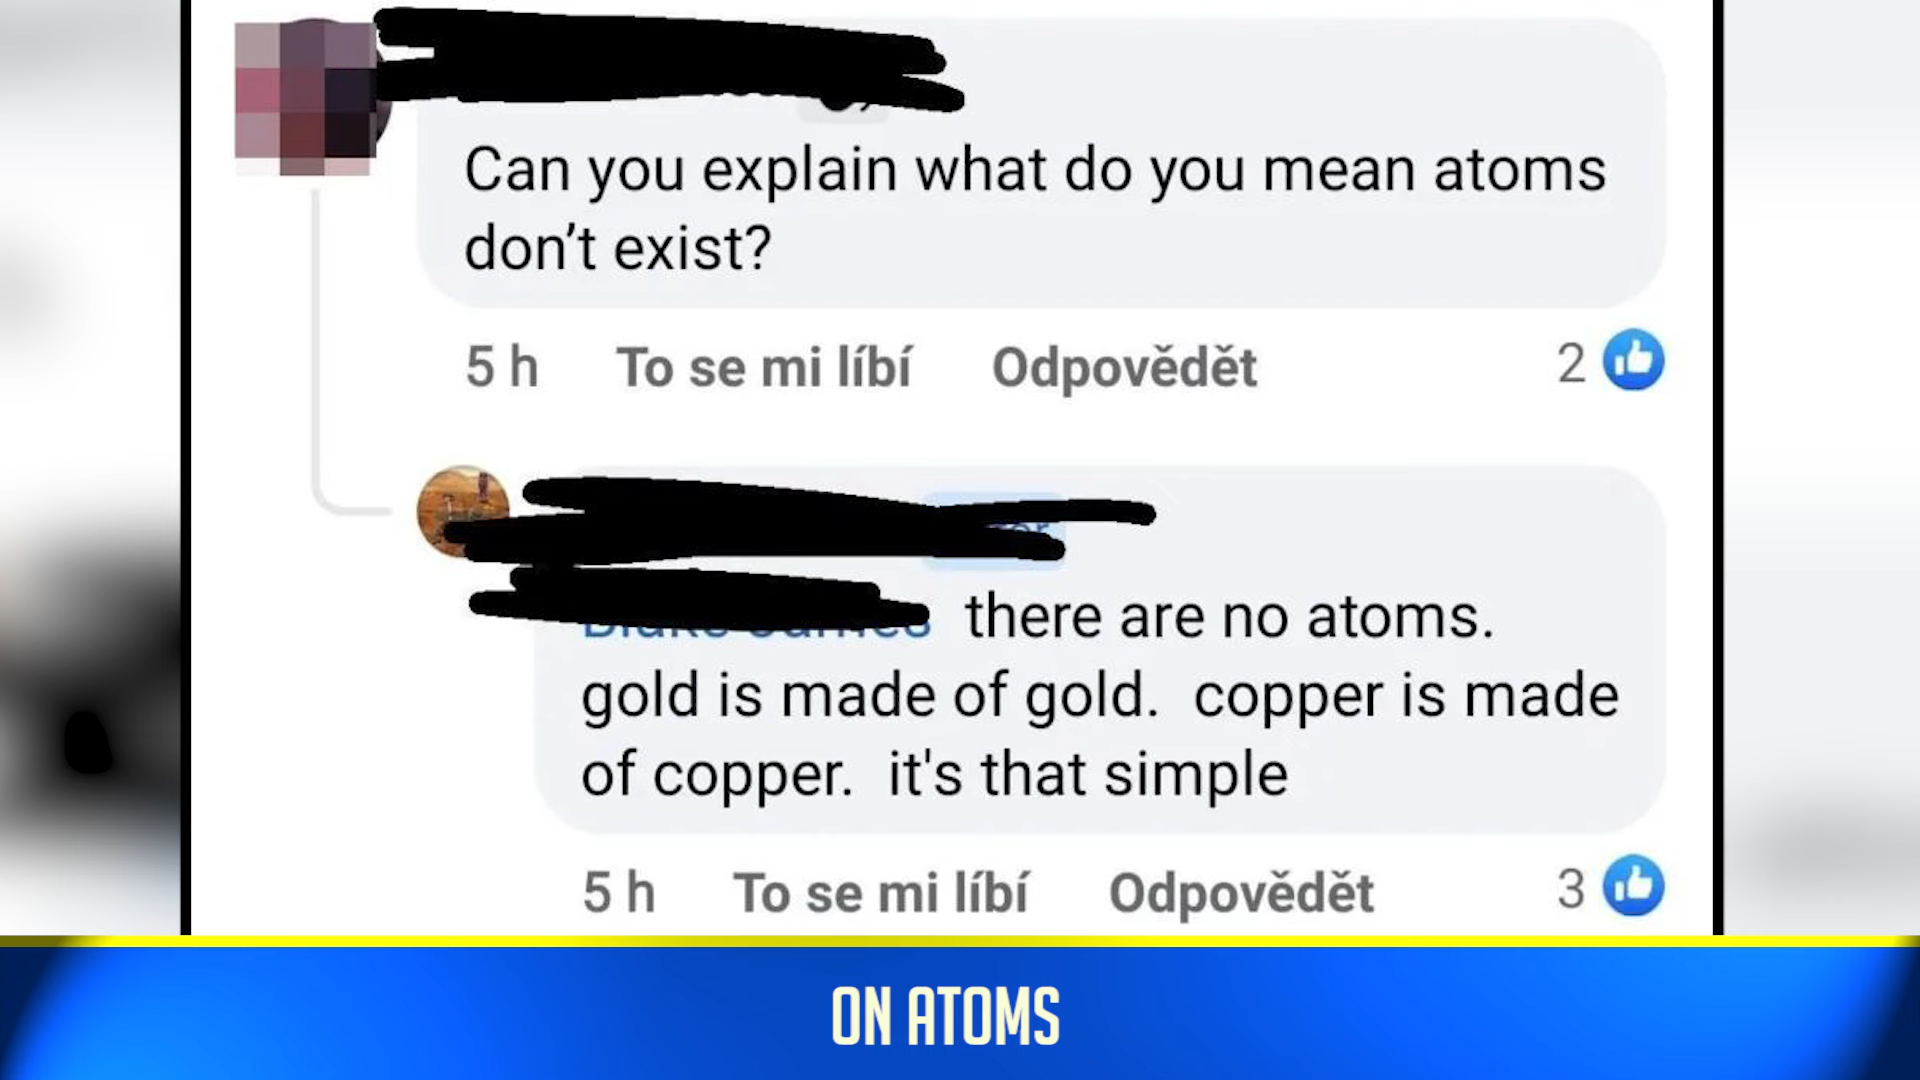 Can you explain what do you mean atoms
don't exist?
5 h To se mi líbí Odpovědět 2
there are no atoms.
gold is made of gold. copper is made
of copper. it's that simple
5 h To se mi líbí Odpovědět 3
ON ATOMS